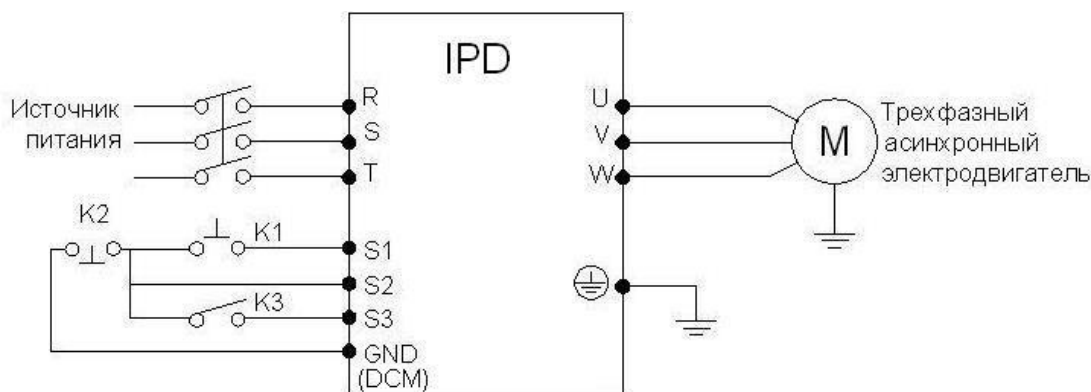 IPD
Источник
питания
R
S
T
U
V
W
M
Трехфазный
асинхронный
электродвигатель
K2
K1
K3
S1
S2
S3
GND
(DCM)